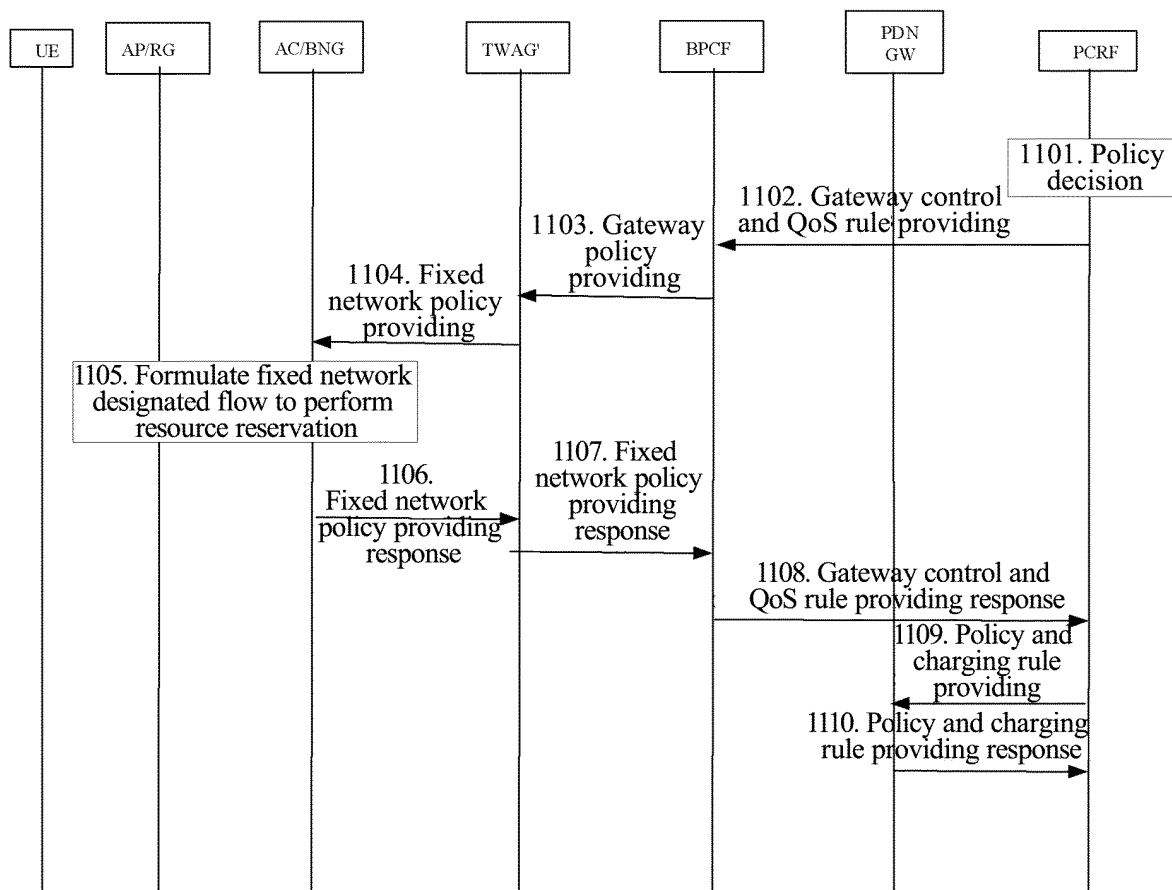 UE
AP/RG
AC/BNG
TWAG'
BPCF
PDN
GW
PCRF
1101. Policy
decision
1102. Gateway control
and QoS rule providing
1103. Gateway
policy
providing
1104. Fixed
network policy
providing
1105. Formulate fixed network
designated flow to perform
resource reservation
1106.
Fixed network
policy providing
response
1107. Fixed
network policy
providing
response
1108. Gateway control and
QoS rule providing response
1109. Policy and
charging rule
providing
1110. Policy and charging
rule providing response